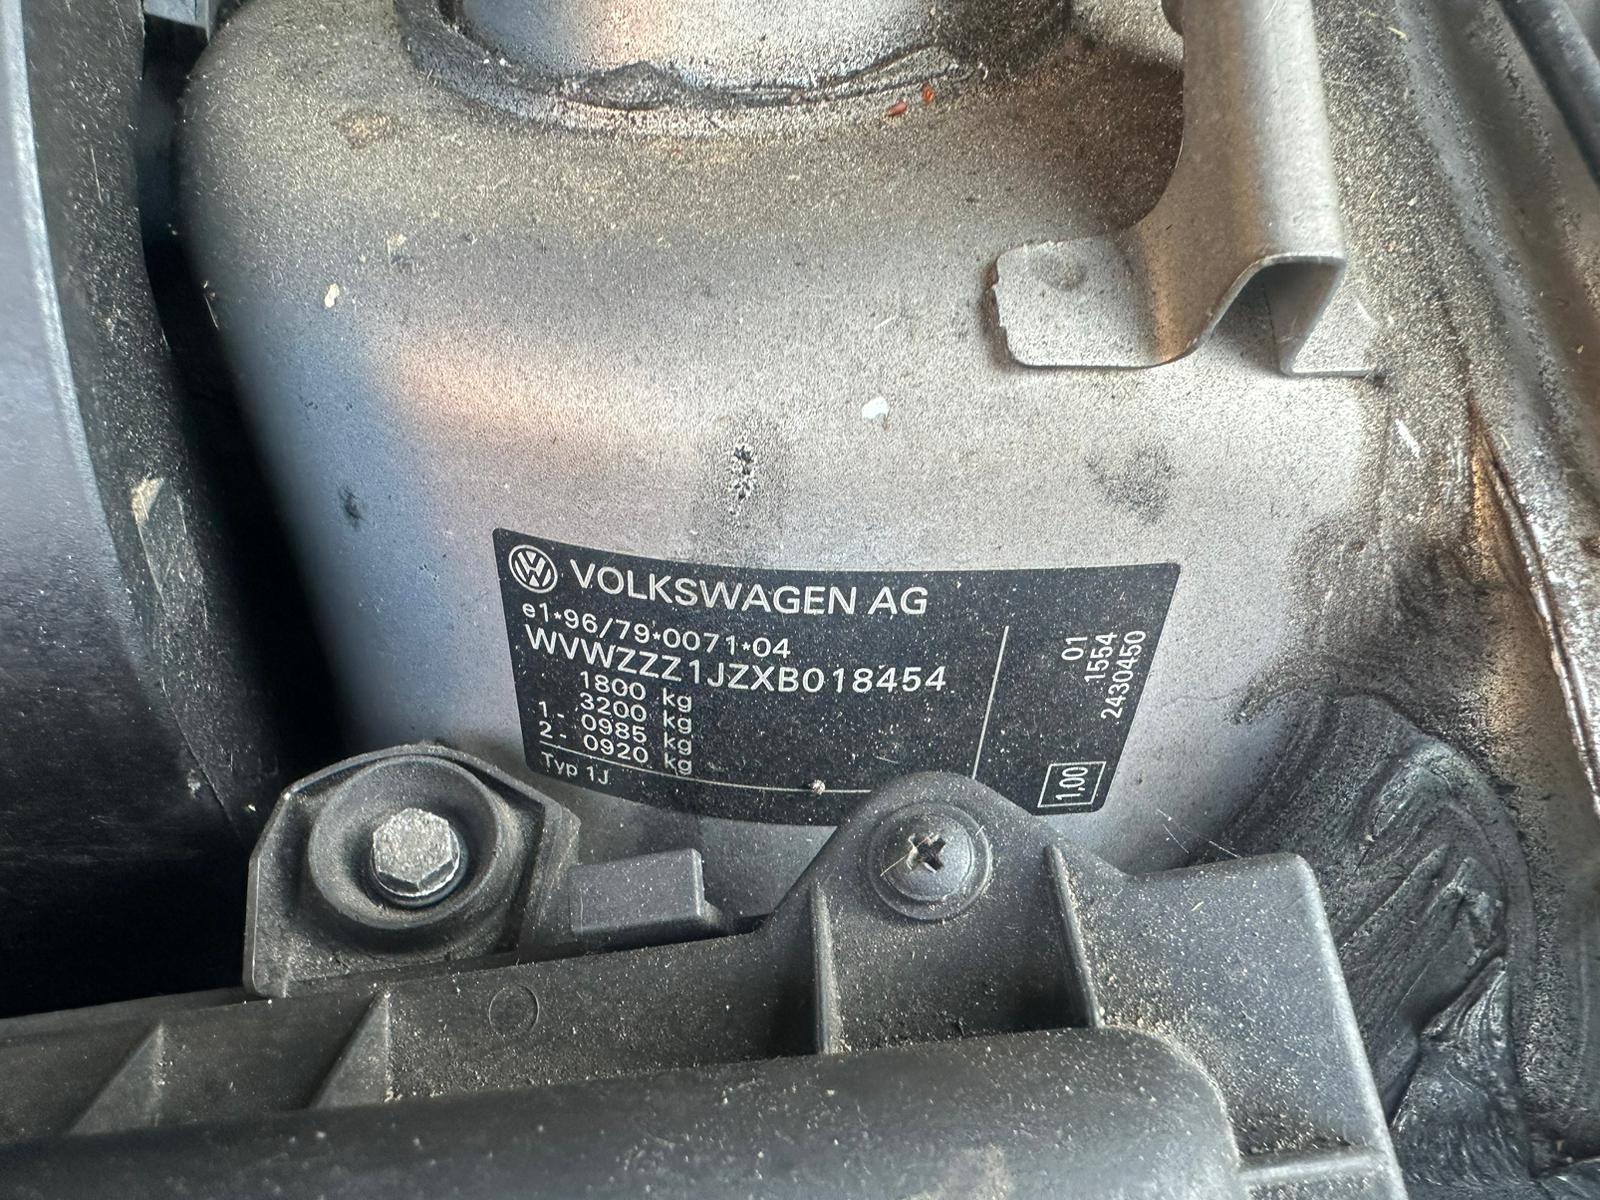 VOLKSWAGEN AG
e1*96/79*0071*04
WVWZZZ1JZXB018454
1800 kg
3200 kg
1 - 0985 kg
2 - 0920 kg
Typ 1J
01
1554
2430450
1,00